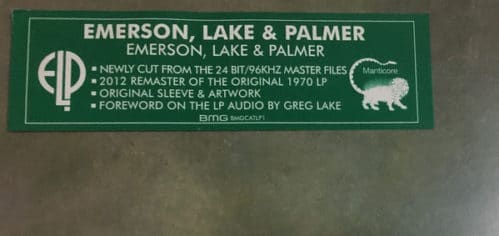 EMERSON, LAKE & PALMER
EMERSON, LAKE & PALMER
ELP
▪ NEWLY CUT FROM THE 24 BIT/96KHZ MASTER FILES
▪ 2012 REMASTER OF THE ORIGINAL 1970 LP
▪ ORIGINAL SLEEVE & ARTWORK
▪ FOREWORD ON THE LP AUDIO BY GREG LAKE
Manticore
BMG BMGCATLP1